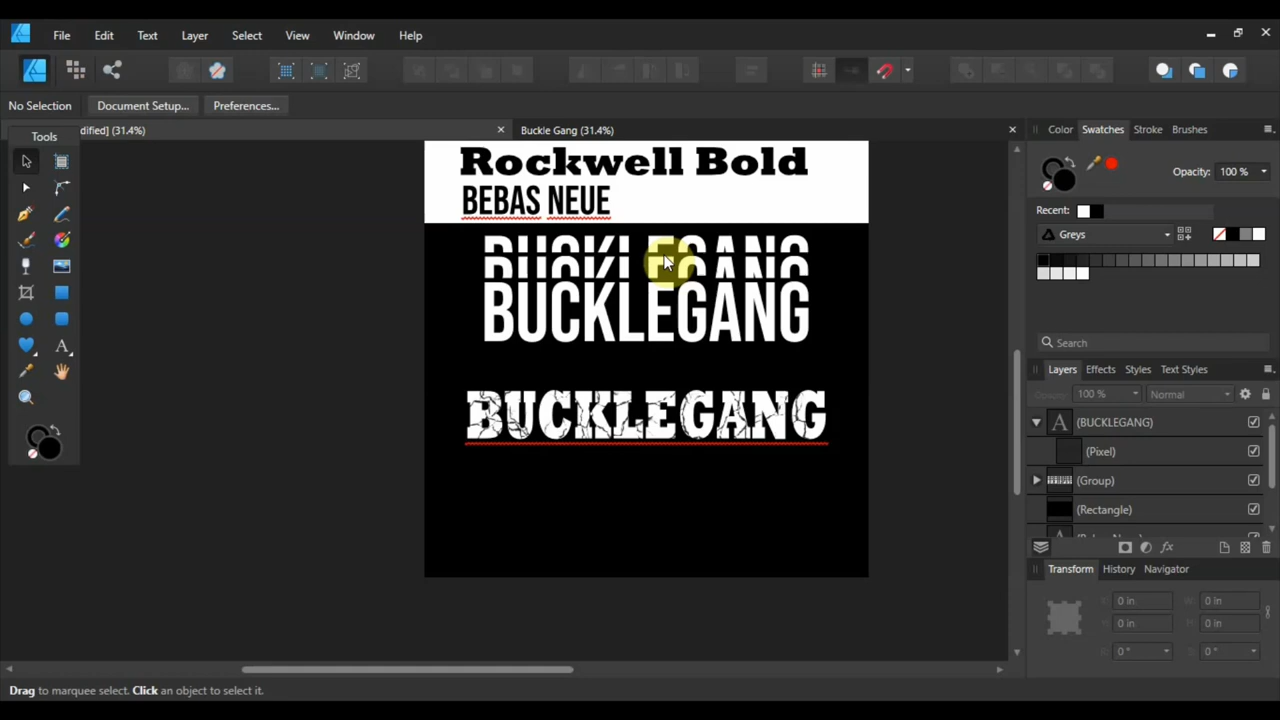 File Edit Text Layer Select View Window Help
No Selection Document Setup... Preferences...
Tools
dified] (31.4%)
Buckle Gang (31.4%)
Rockwell Bold
BEBAS NEUE
BUCKLEGANG
BUCKLEGANG
BUCKLEGANG
BUCKLEGANG
Color Swatches Stroke Brushes
Opacity: 100 %
Recent:
Greys
Search
Layers Effects Styles Text Styles
Opacity: 100 % Normal
A (BUCKLEGANG)
(Pixel)
(Group)
(Rectangle)
Transform History Navigator
X: 0 in W: 0 in
Y: 0 in H: 0 in
0 ° 0 °
Drag to marquee select. Click an object to select it.